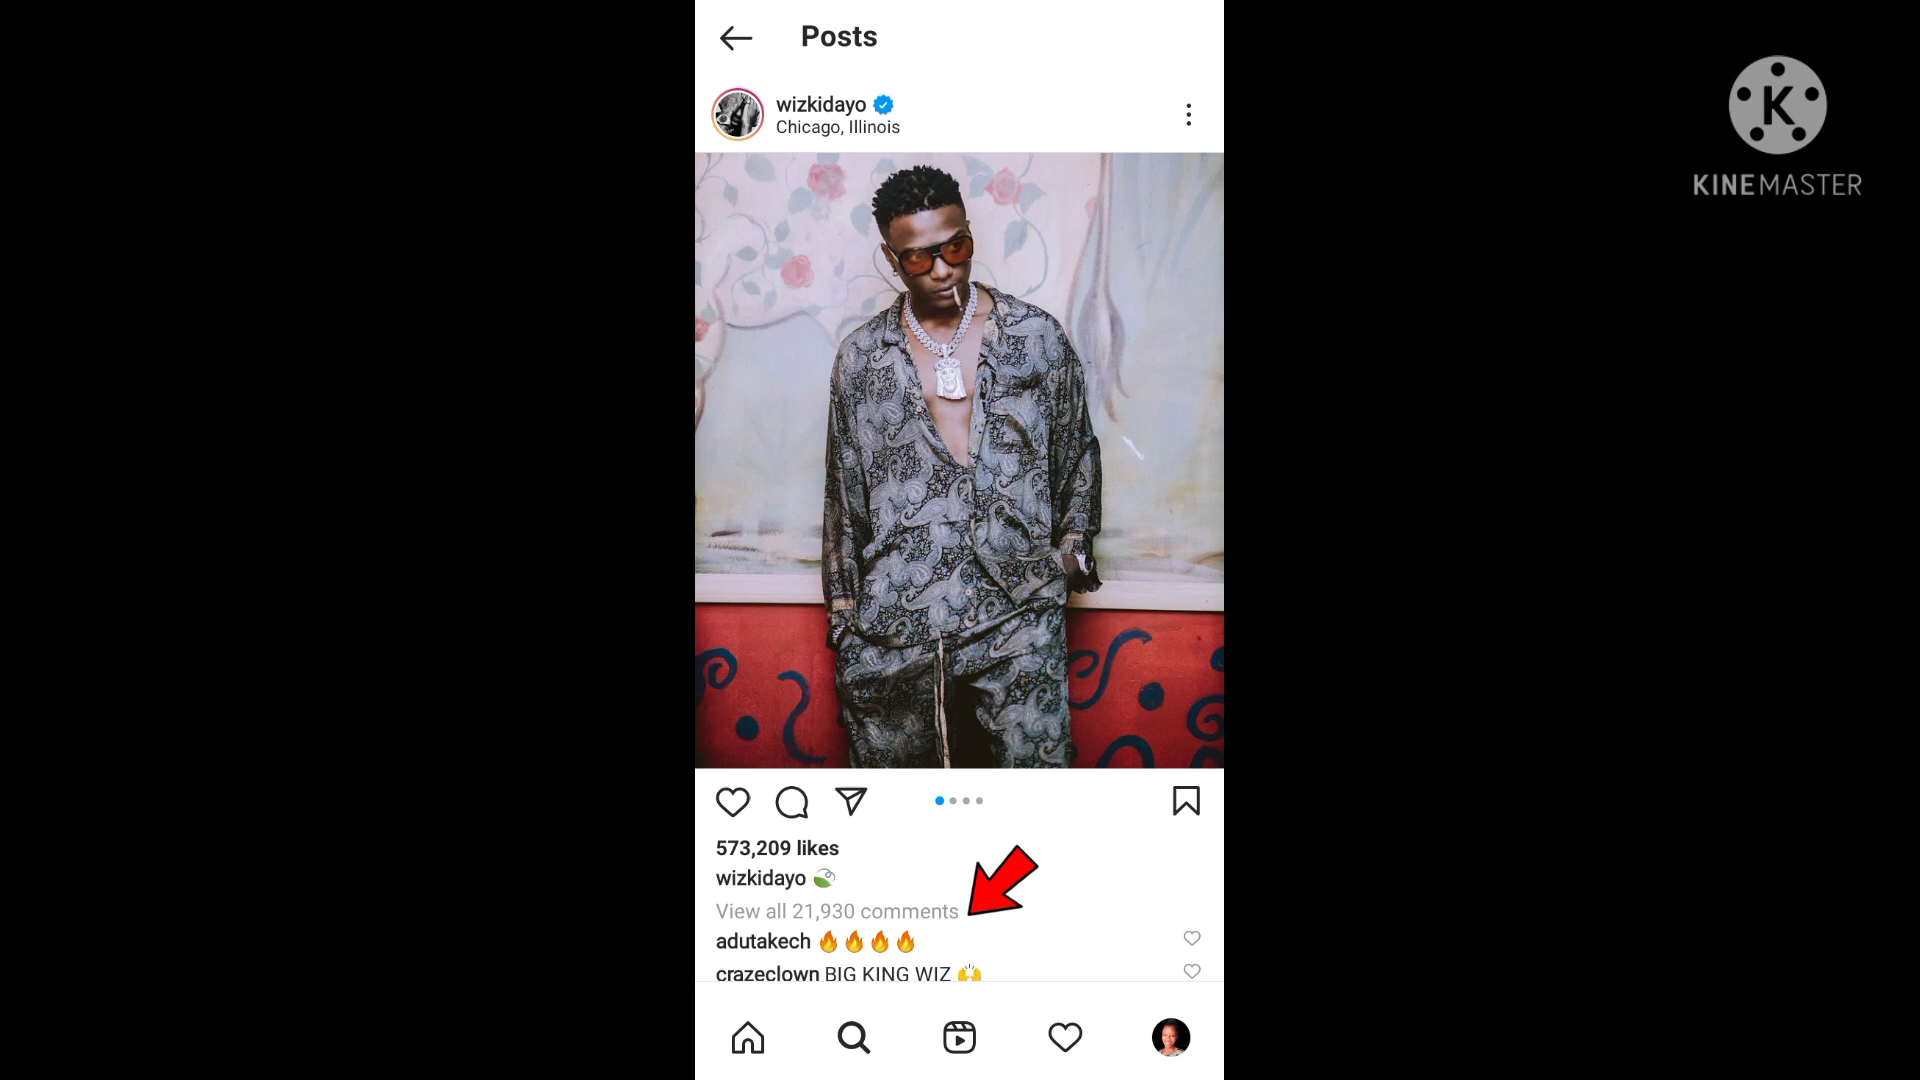 Posts
wizkidayo
Chicago, Illinois
K
KINEMASTER
573,209 likes
wizkidayo
View all 21,930 comments
adutakech 🔥🔥🔥🔥
crazeclown BIG KING WIZ 🙌